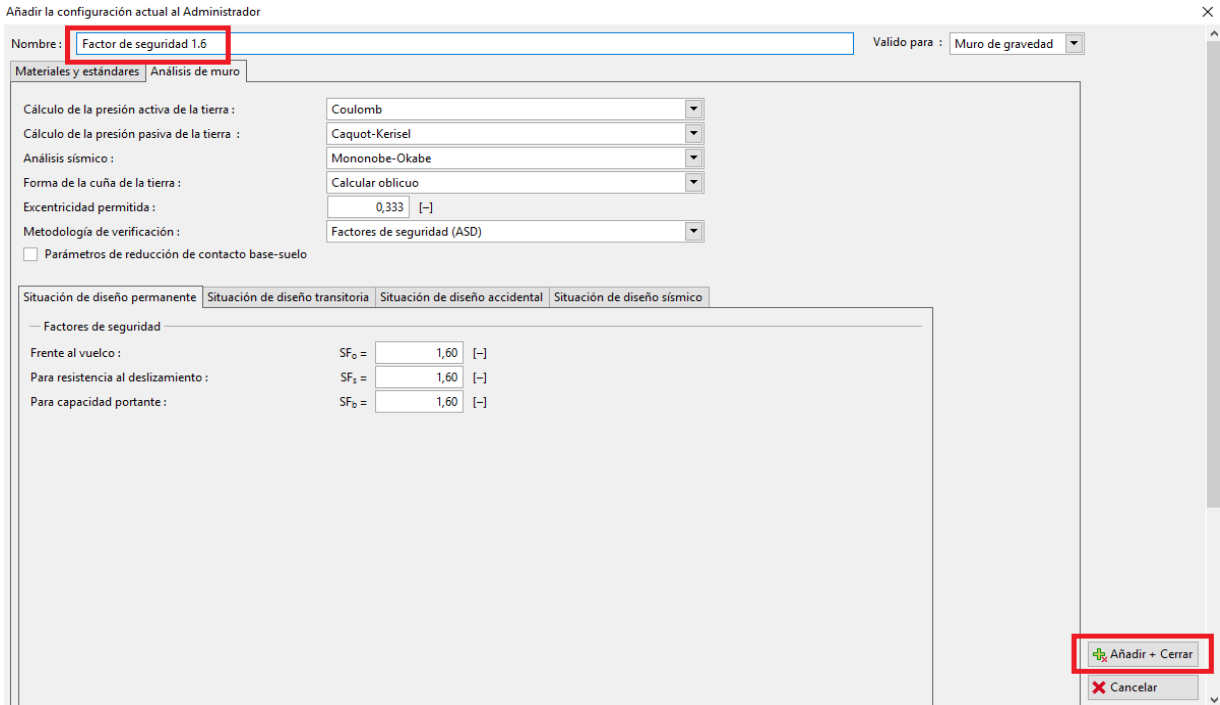 Añadir la configuración actual al Administrador
Nombre : Factor de seguridad 1.6 Valido para : Muro de gravedad
Materiales y estándares Análisis de muro
Cálculo de la presión activa de la tierra : Coulomb
Cálculo de la presión pasiva de la tierra : Caquot-Kerisel
Análisis sísmico : Mononobe-Okabe
Forma de la cuña de la tierra : Calcular oblicuo
Excentricidad permitida : 0,333 [–]
Metodología de verificación : Factores de seguridad (ASD)
Parámetros de reducción de contacto base-suelo
Situación de diseño permanente Situación de diseño transitoria Situación de diseño accidental Situación de diseño sísmico
Factores de seguridad
Frente al vuelco : SFo = 1,60 [–]
Para resistencia al deslizamiento : SFs = 1,60 [–]
Para capacidad portante : SFb = 1,60 [–]
Añadir + Cerrar
Cancelar